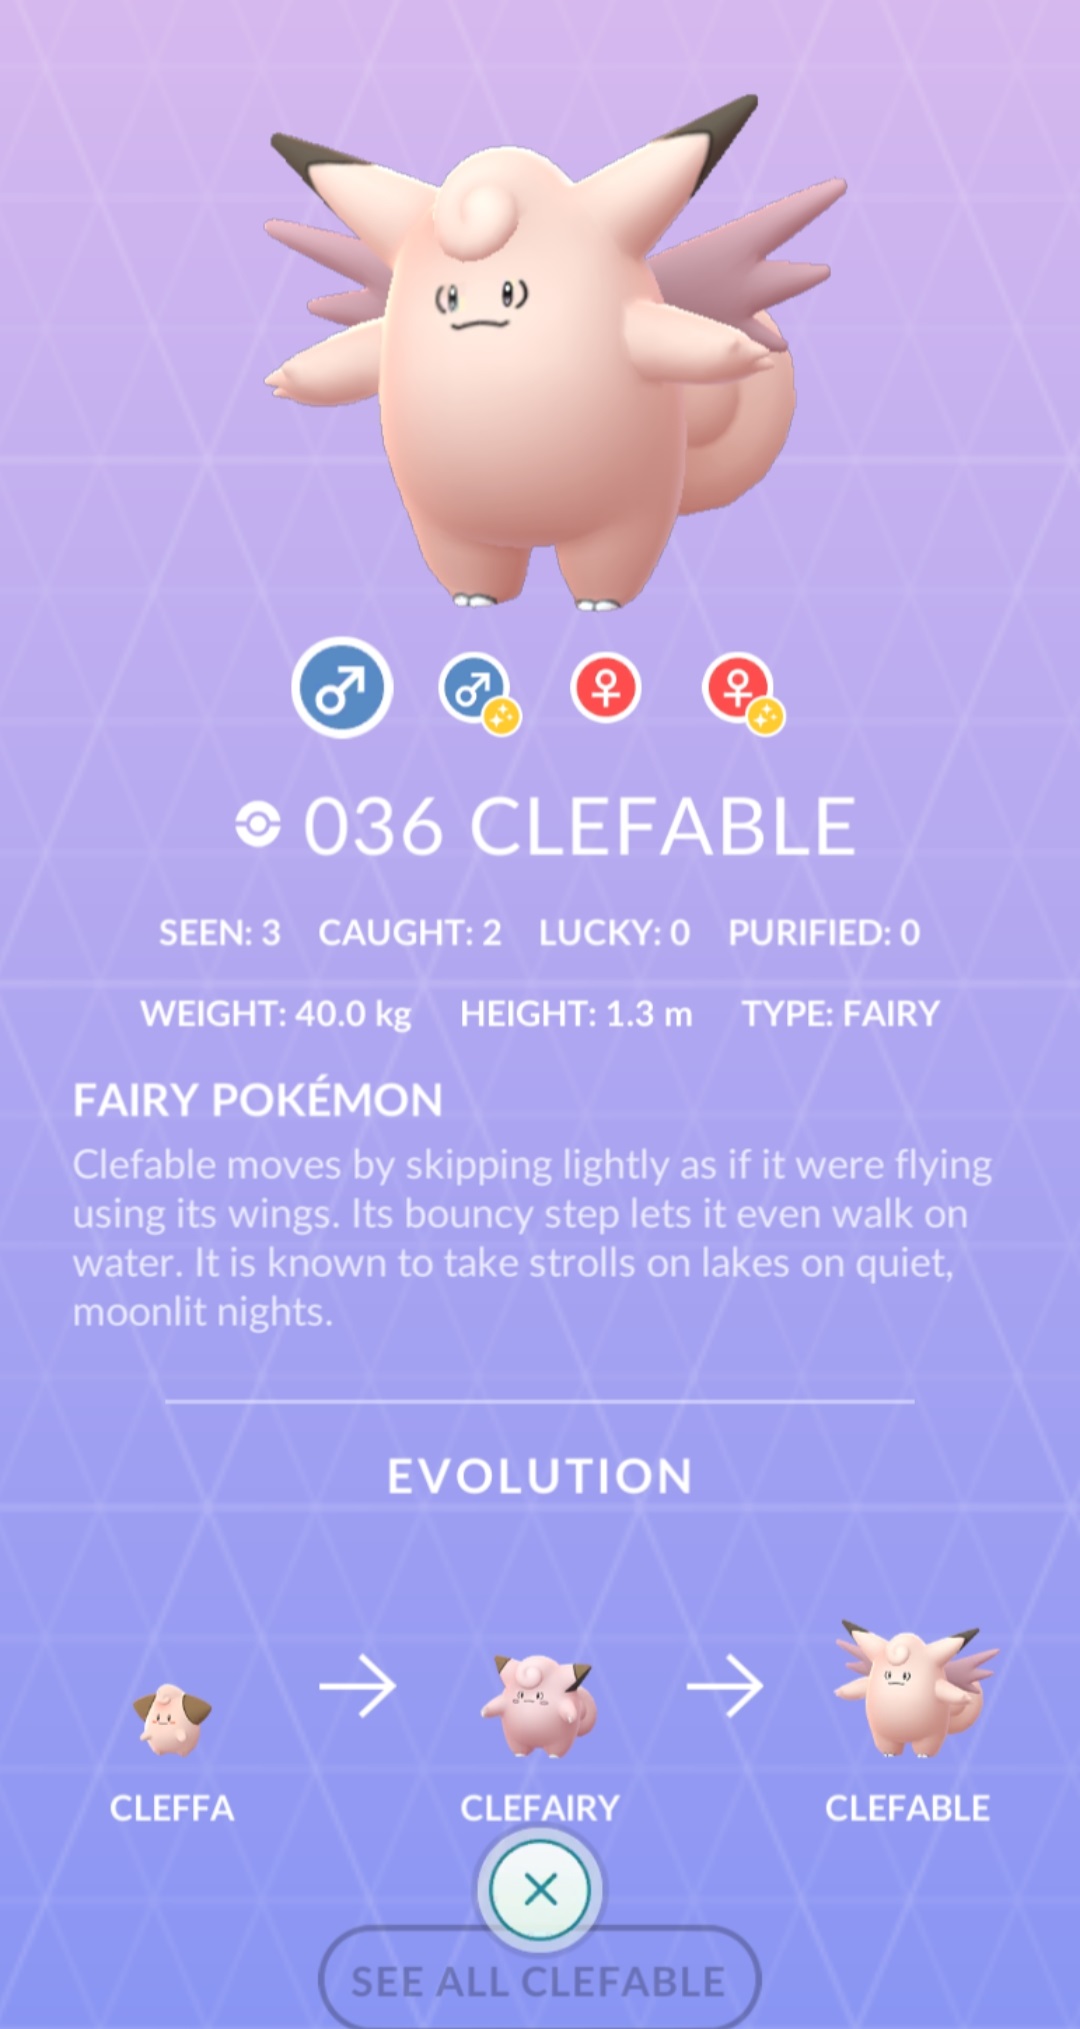 036 CLEFABLE
SEEN: 3 CAUGHT: 2 LUCKY: 0 PURIFIED: 0
WEIGHT: 40.0 kg HEIGHT: 1.3 m TYPE: FAIRY
FAIRY POKÉMON
Clefable moves by skipping lightly as if it were flying
using its wings. Its bouncy step lets it even walk on
water. It is known to take strolls on lakes on quiet,
moonlit nights.
EVOLUTION
CLEFFA CLEFAIRY CLEFABLE
SEE ALL CLEFABLE